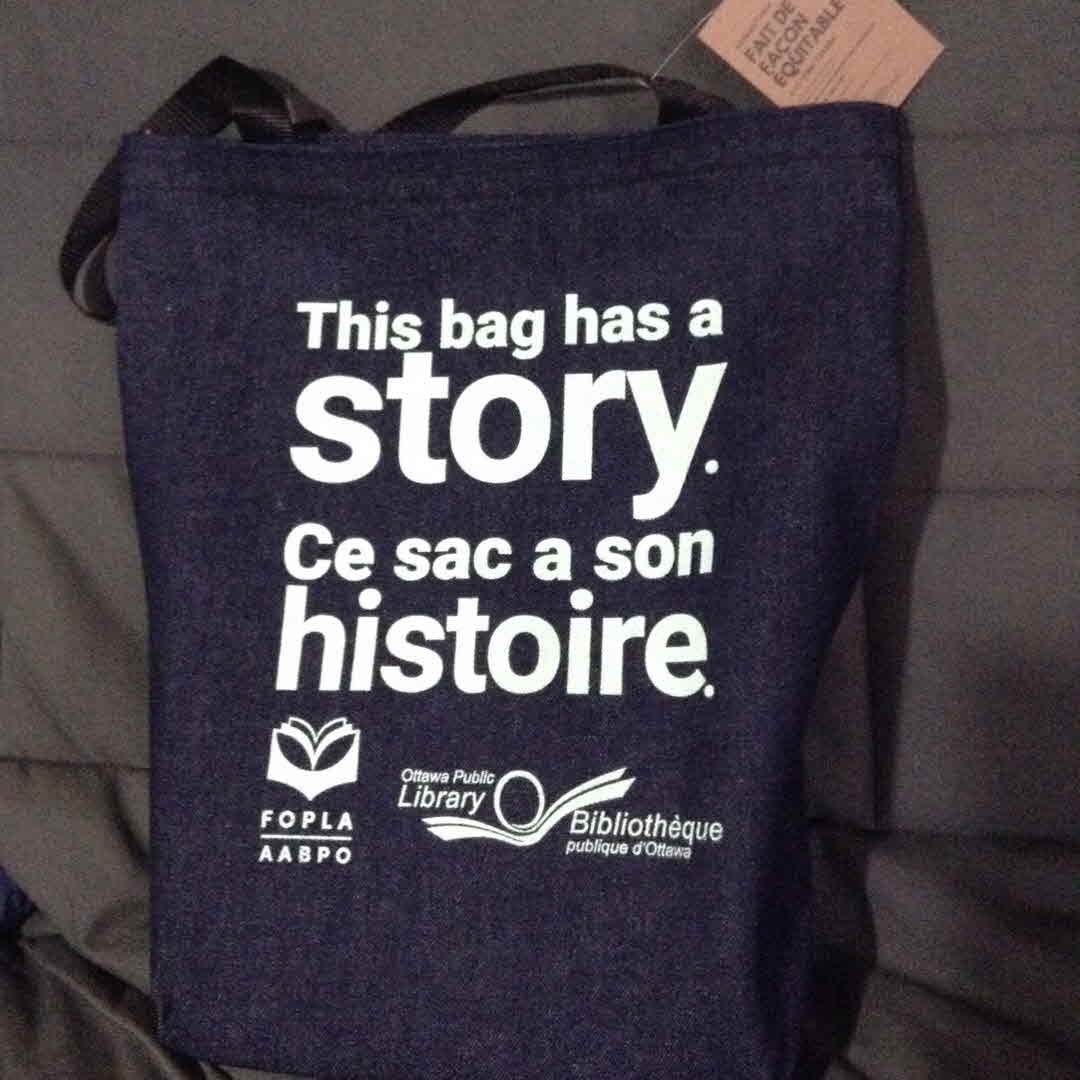 FAIT DE
FAÇON
ÉQUITABLE
This bag has a
story.
Ce sac a son
histoire.
FOPLA
AABPO
Ottawa Public
Library
Bibliothèque
publique d'Ottawa